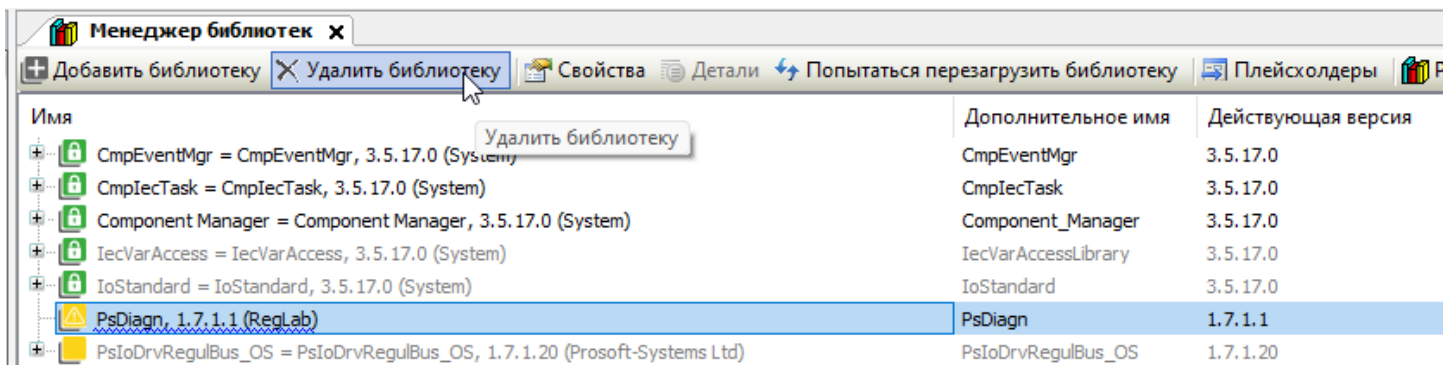 Менеджер библиотек
Добавить библиотеку Удалить библиотеку Свойства Детали Попытаться перезагрузить библиотеку Плейсхолдеры
Имя Дополнительное имя Действующая версия
Удалить библиотеку
CmpEventMgr = CmpEventMgr, 3.5.17.0 (System) CmpEventMgr 3.5.17.0
CmpIecTask = CmpIecTask, 3.5.17.0 (System) CmpIecTask 3.5.17.0
Component Manager = Component Manager, 3.5.17.0 (System) Component_Manager 3.5.17.0
IecVarAccess = IecVarAccess, 3.5.17.0 (System) IecVarAccessLibrary 3.5.17.0
IoStandard = IoStandard, 3.5.17.0 (System) IoStandard 3.5.17.0
PsDiagn, 1.7.1.1 (RegLab) PsDiagn 1.7.1.1
PsIoDrvRegulBus_OS = PsIoDrvRegulBus_OS, 1.7.1.20 (Prosoft-Systems Ltd) PsIoDrvRegulBus_OS 1.7.1.20